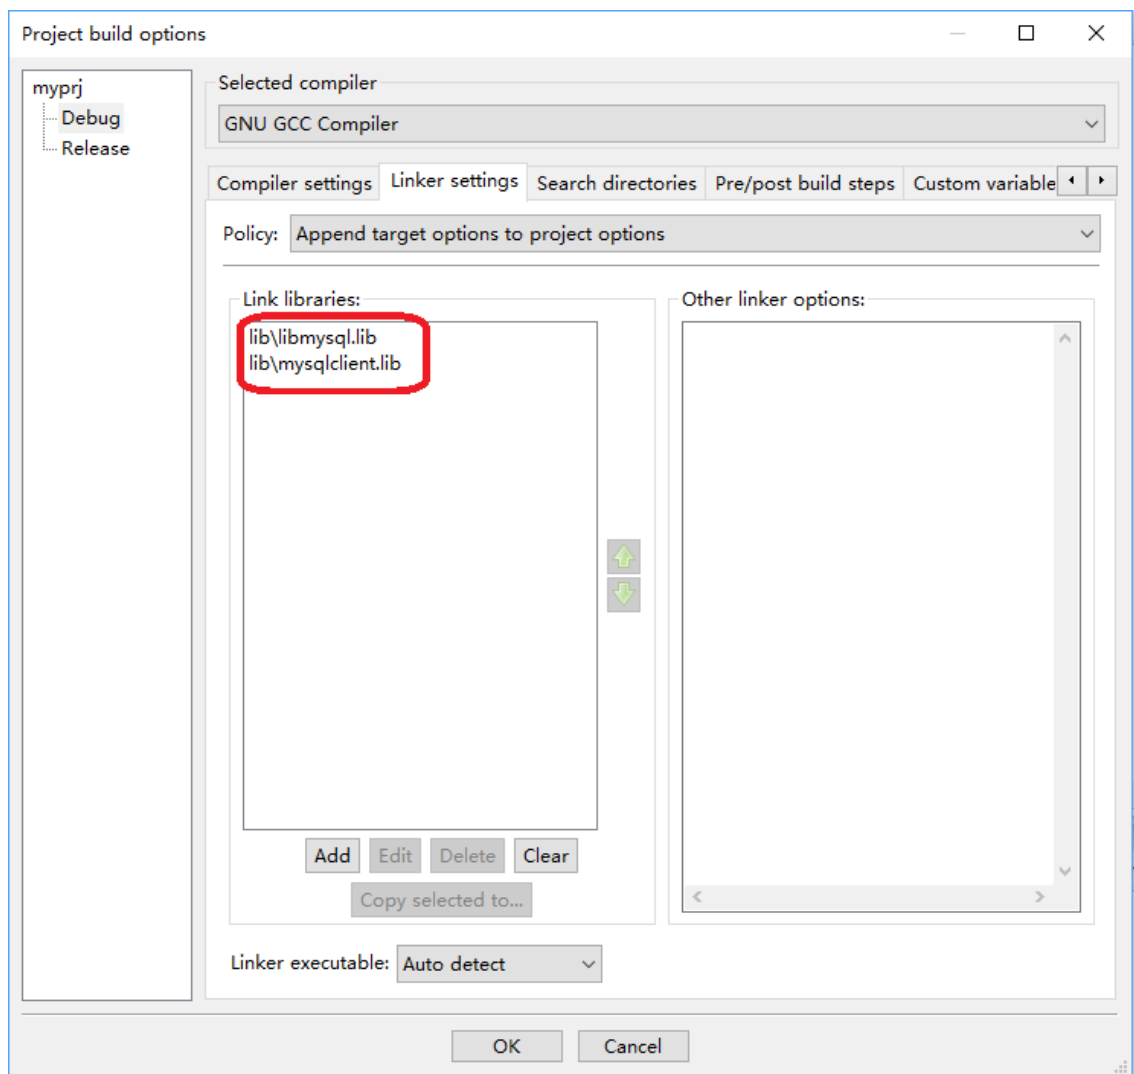 Project build options
myprj
Debug
Release
Selected compiler
GNU GCC Compiler
Compiler settings Linker settings Search directories Pre/post build steps Custom variable
Policy: Append target options to project options
Link libraries:
lib\libmysql.lib
lib\mysqlclient.lib
Other linker options:
Add Edit Delete Clear
Copy selected to...
Linker executable: Auto detect
OK Cancel